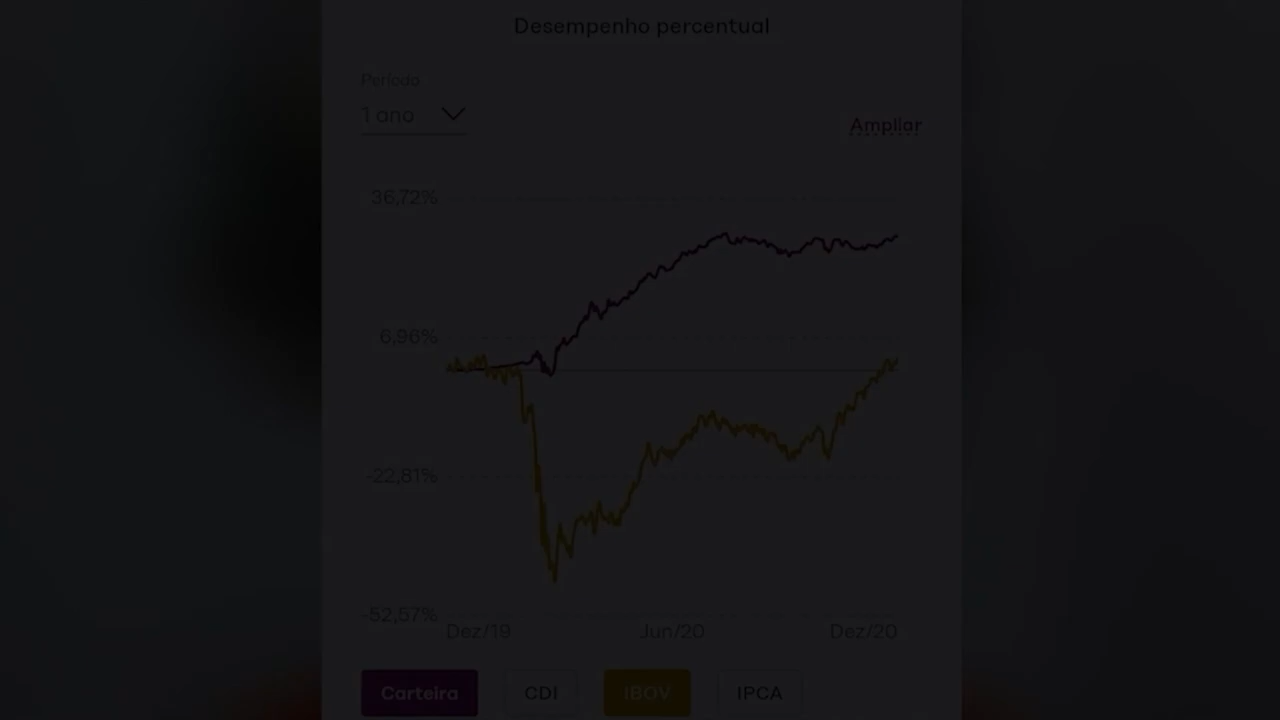 Desempenho percentual
Período
1 ano
Ampliar
36,72%
6,96%
-22,81%
-52,57%
Dez/19 Jun/20 Dez/20
Carteira CDI IBOV IPCA